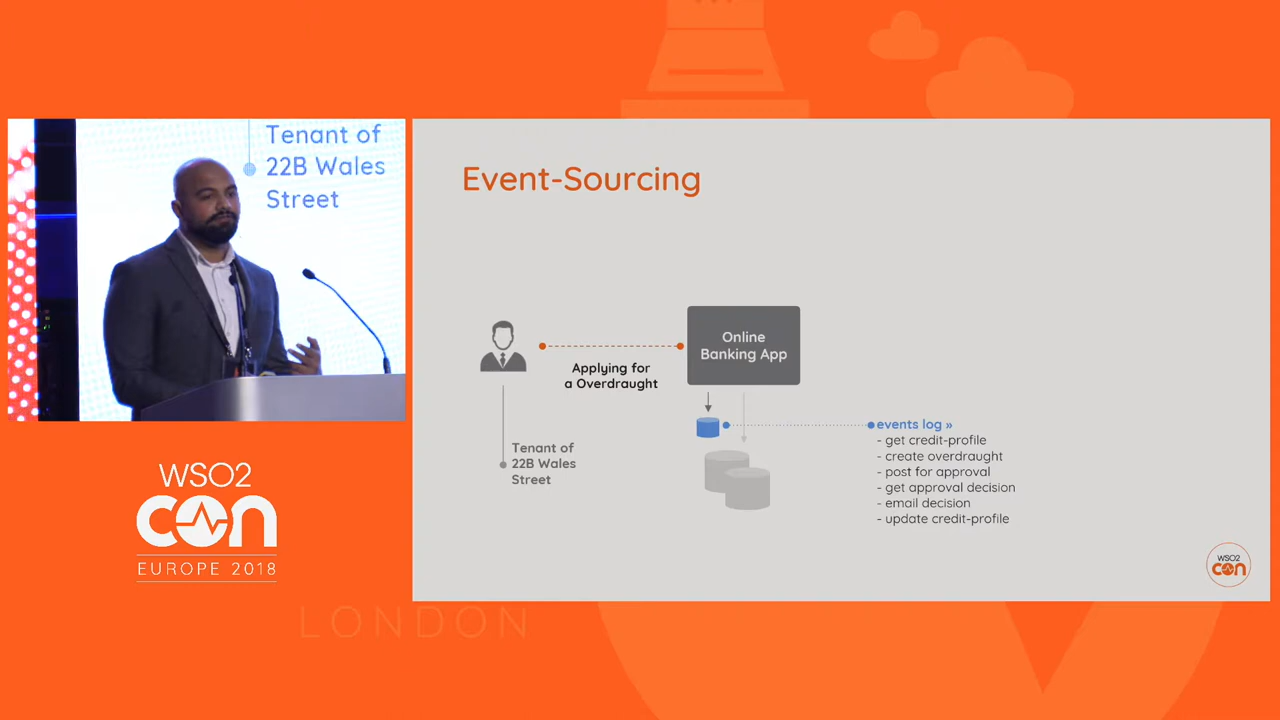 Tenant of
22B Wales
Street
WSO2
CON
EUROPE 2018
LONDON
Event-Sourcing
Applying for
a Overdraught
Online
Banking App
Tenant of
22B Wales
Street
events log »
- get credit-profile
- create overdraught
- post for approval
- get approval decision
- email decision
- update credit-profile
WSO2
CON